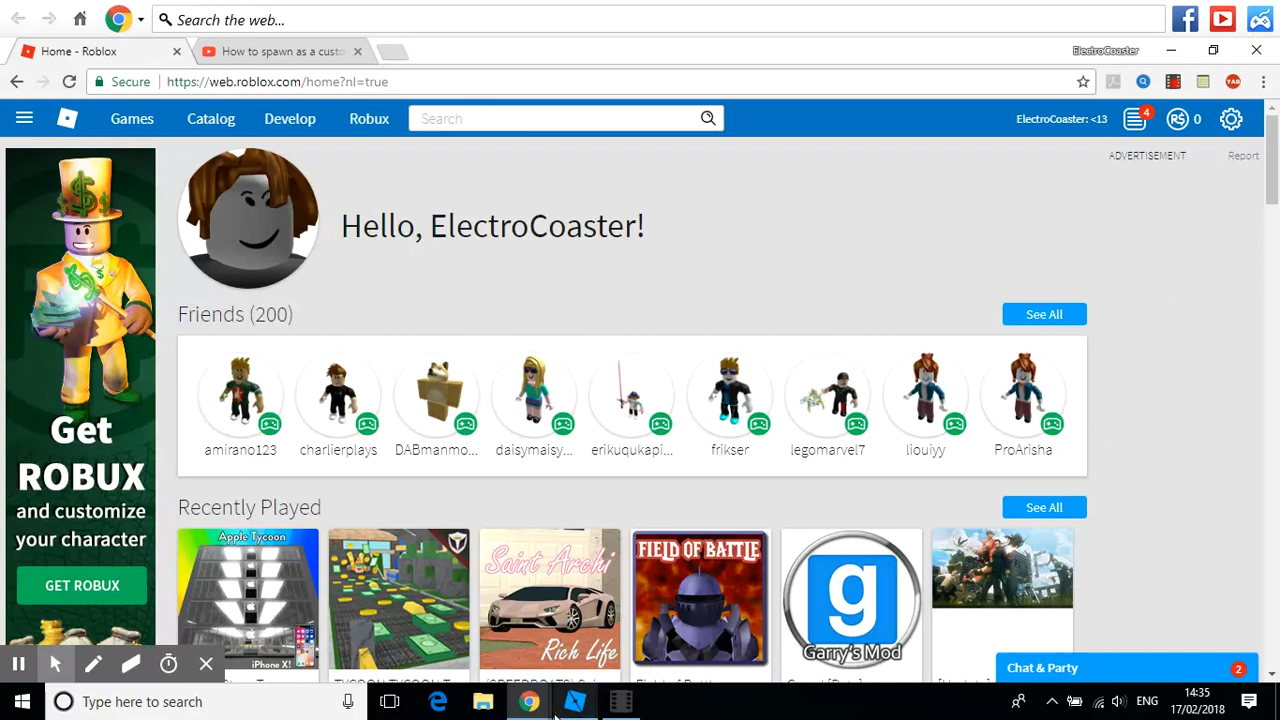 Search the web...
Home - Roblox
How to spawn as a custo
ElectroCoaster
Secure
https://web.roblox.com/home?nl=true
YAB
Games
Catalog
Develop
Robux
Search
ElectroCoaster: <13
4
R$ 0
ADVERTISEMENT
Report
Hello, ElectroCoaster!
Friends (200)
See All
amirano123
charlierplays
DABmanmo...
daisymaisy...
erikuqukapi...
frikser
legomarvel7
liouiyy
ProArisha
Get
ROBUX
and customize
your character
GET ROBUX
Recently Played
See All
Apple Tycoon
iPhone X!
Saint Archi
Rich Life
FIELD OF BATTLE
g
Garry's Mod
Chat & Party
2
Type here to search
ENG
14:35
17/02/2018